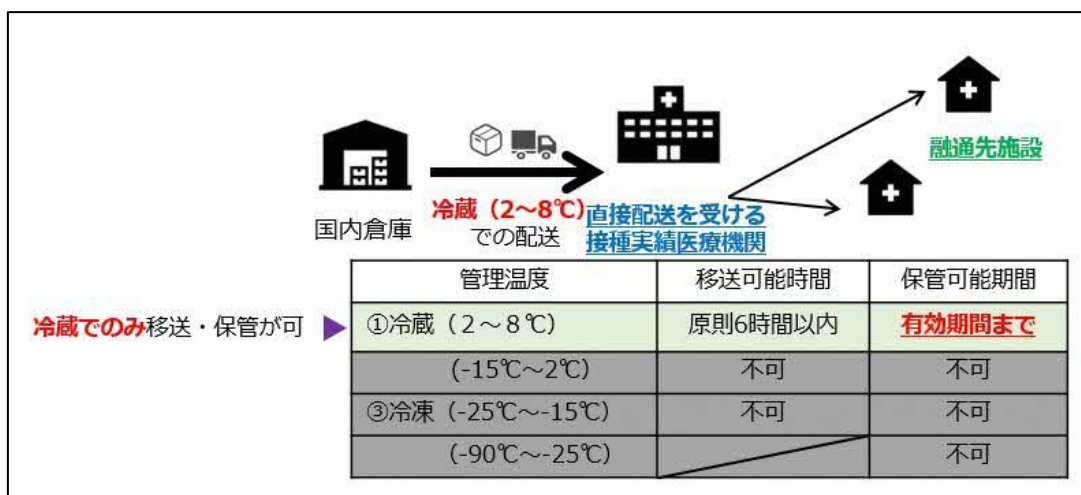 融通先施設
国内倉庫
冷蔵（2～8℃）
での配送
直接配送を受ける
接種実績医療機関
管理温度 移送可能時間 保管可能期間
冷蔵でのみ移送・保管が可
①冷蔵（2～8℃） 原則6時間以内 有効期間まで
(-15℃～2℃) 不可 不可
③冷凍（-25℃～-15℃） 不可 不可
(-90℃～-25℃) 不可